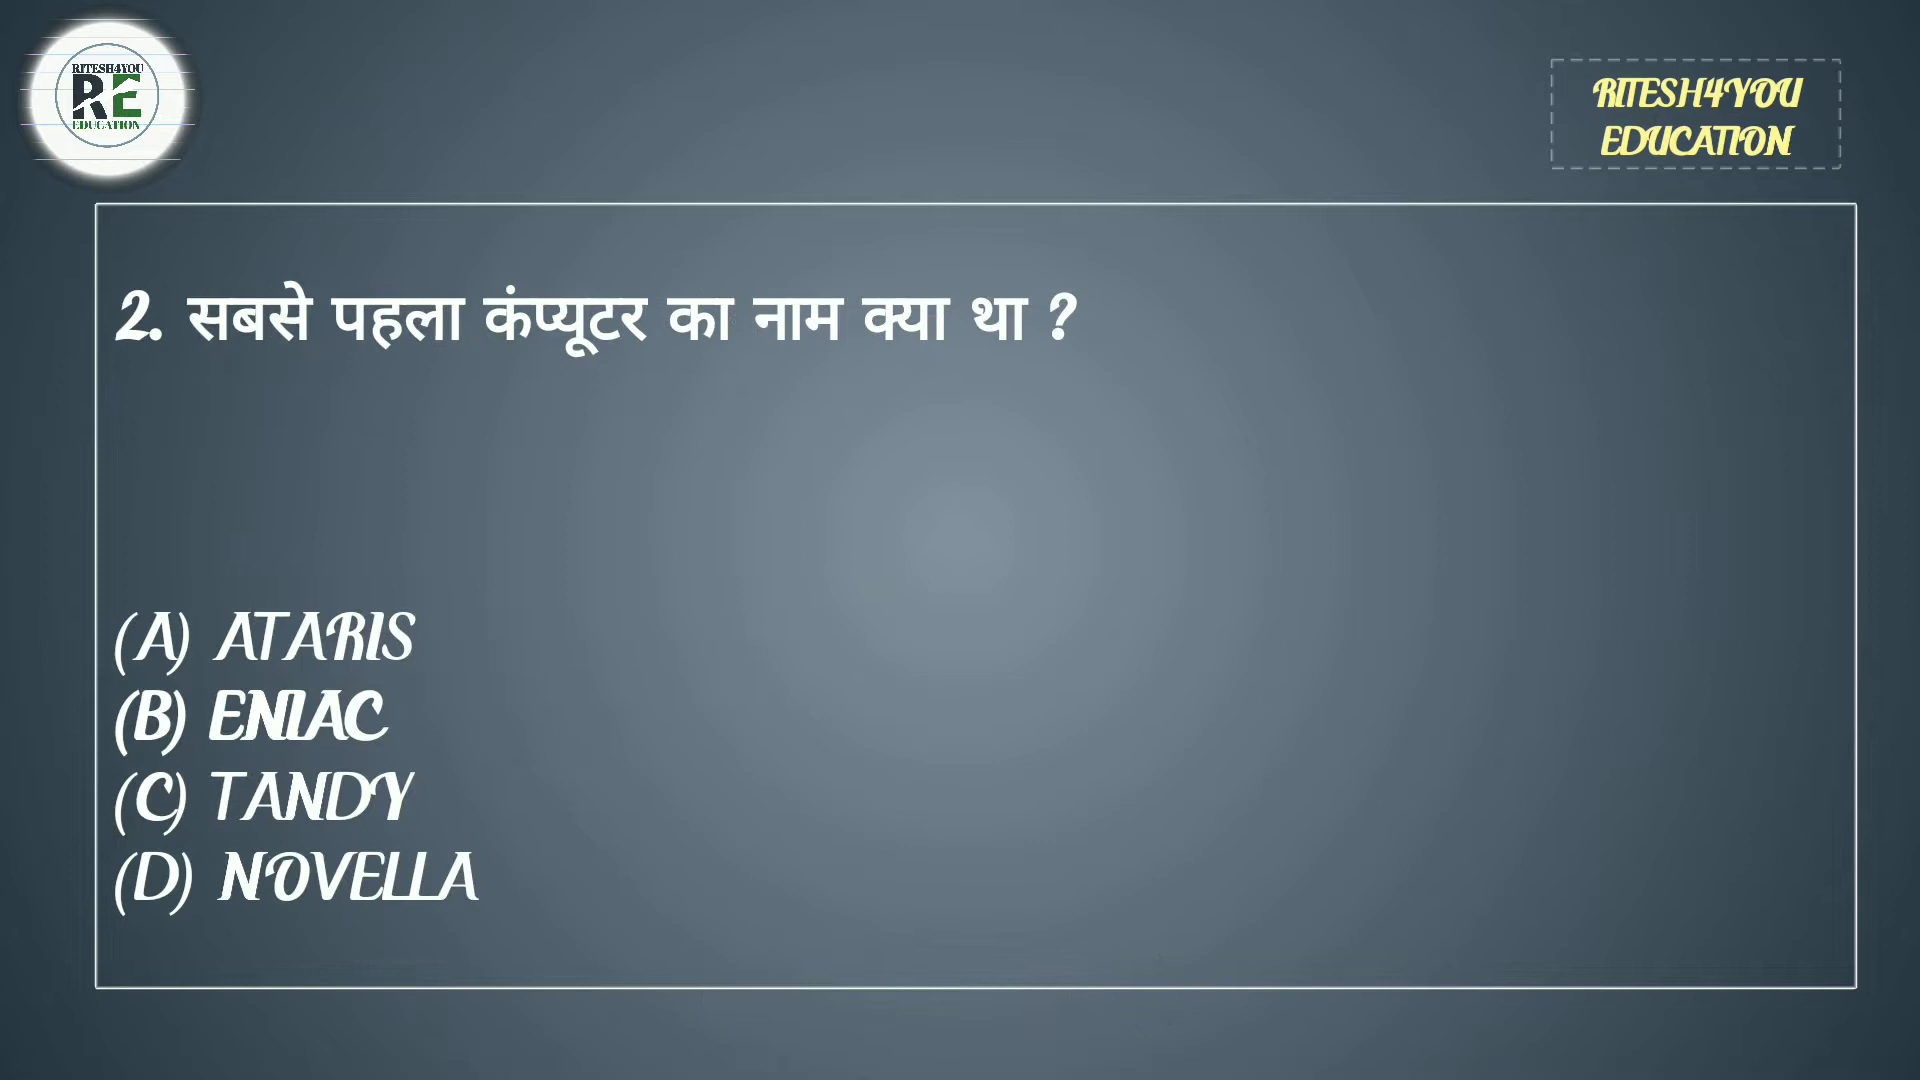 RITESH4YOU
RE
EDUCATION
RITESH4YOU
EDUCATION
2. सबसे पहला कंप्यूटर का नाम क्या था ?
(A) ATARIS
(B) ENIAC
(C) TANDY
(D) NOVELLA